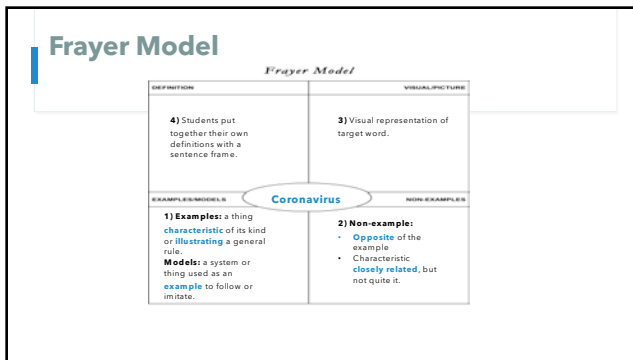 Frayer Model
Frayer Model
DEFINITION
VISUAL/PICTURE
4) Students put
together their own
definitions with a
sentence frame.
3) Visual representation of
target word.
EXAMPLES/MODELS
Coronavirus
NON-EXAMPLES
1) Examples: a thing
characteristic of its kind
or illustrating a general
rule.
Models: a system or
thing used as an
example to follow or
imitate.
2) Non-example:
• Opposite of the
example
• Characteristic
closely related, but
not quite it.